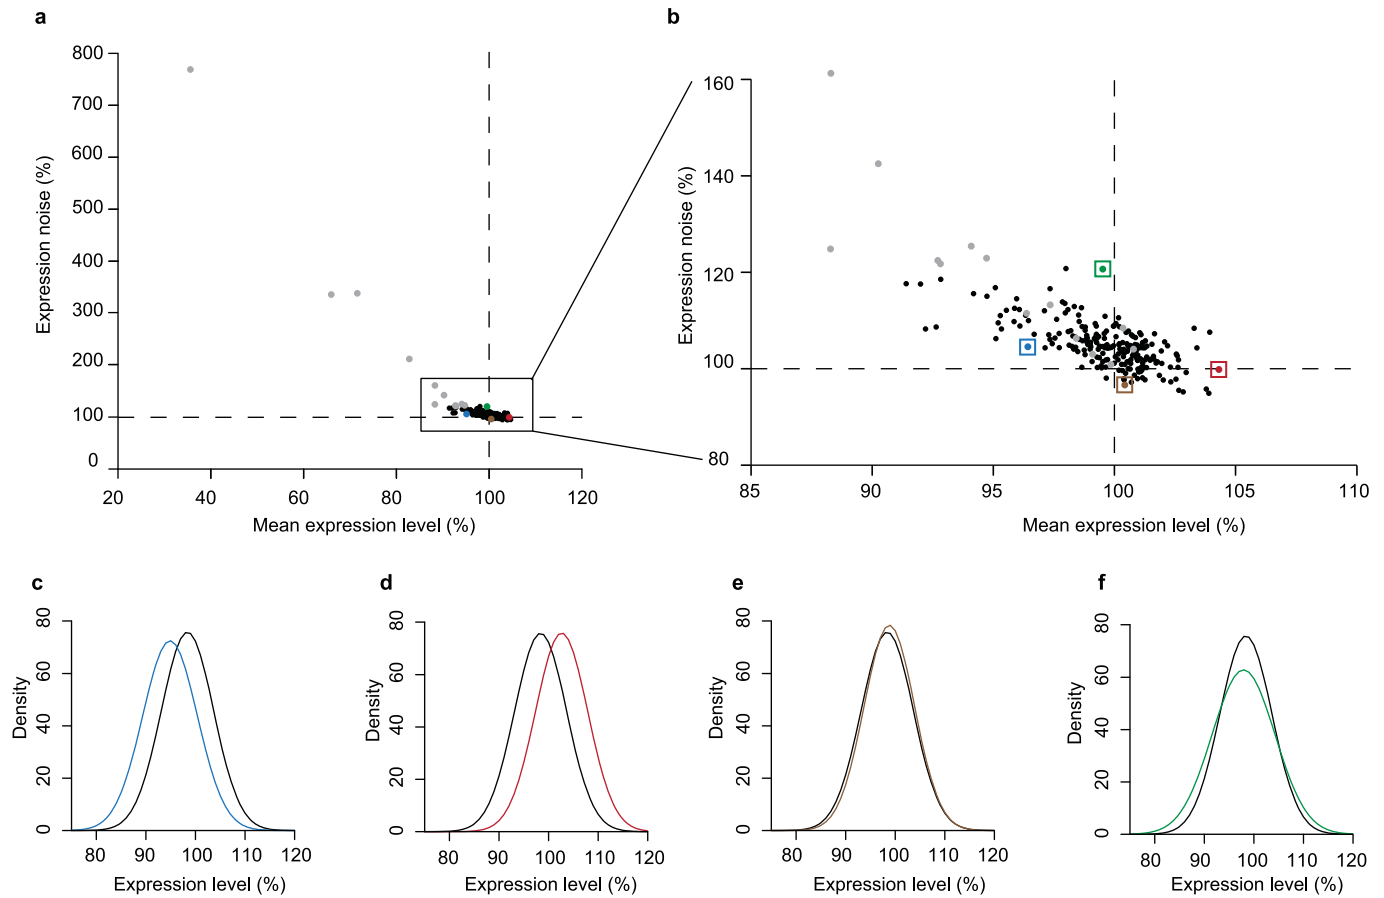 a
800
700
600
500
400
300
200
100
0
Expression noise (%)
20 40 60 80 100 120
Mean expression level (%)
b
160
140
120
100
80
Expression noise (%)
85 90 95 100 105 110
Mean expression level (%)
c
80
60
40
20
0
Density
80 90 100 110 120
Expression level (%)
d
80
60
40
20
0
Density
80 90 100 110 120
Expression level (%)
e
80
60
40
20
0
Density
80 90 100 110 120
Expression level (%)
f
80
60
40
20
0
Density
80 90 100 110 120
Expression level (%)